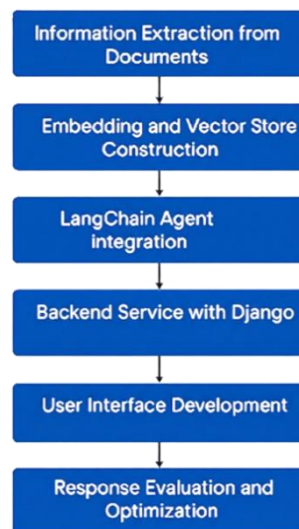 Information Extraction from
Documents
Embedding and Vector Store
Construction
LangChain Agent
integration
Backend Service with Django
User Interface Development
Response Evaluation and
Optimization